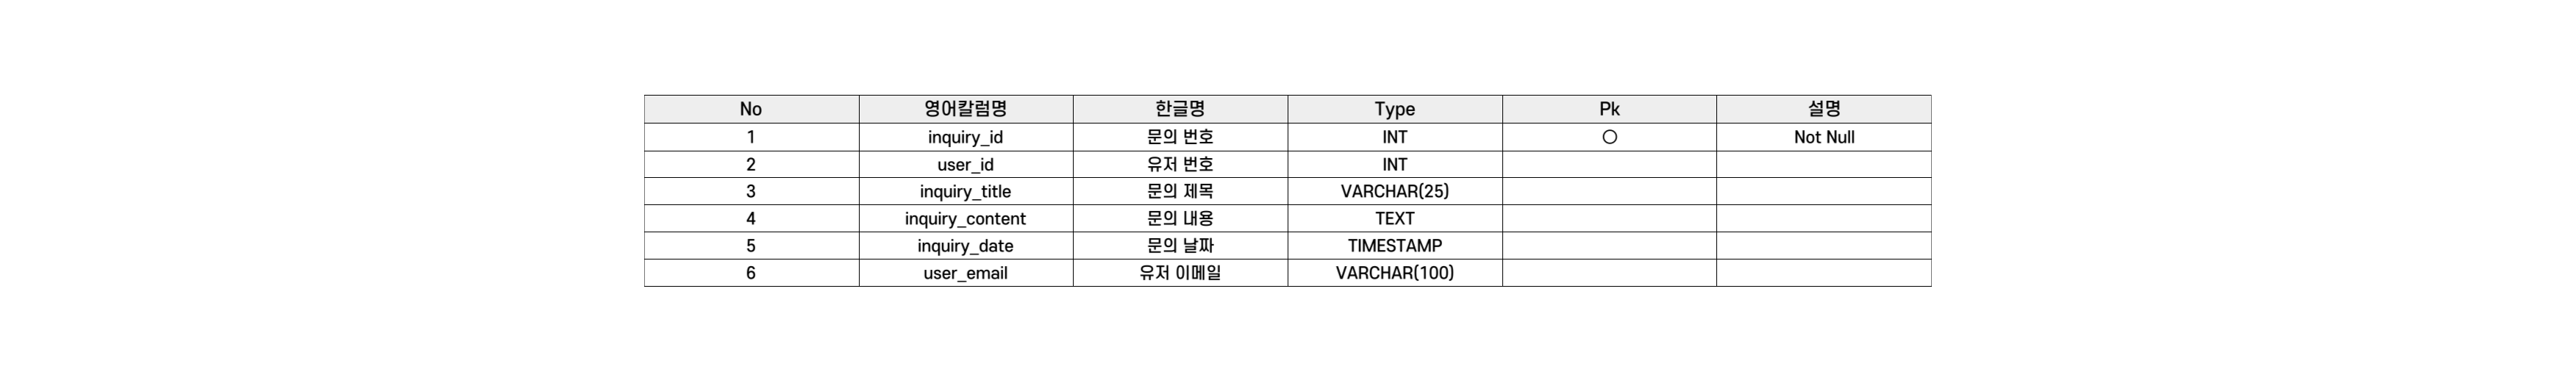 No 영어칼럼명 한글명 Type Pk 설명
1 inquiry_id 문의 번호 INT ○ Not Null
2 user_id 유저 번호 INT
3 inquiry_title 문의 제목 VARCHAR(25)
4 inquiry_content 문의 내용 TEXT
5 inquiry_date 문의 날짜 TIMESTAMP
6 user_email 유저 이메일 VARCHAR(100)